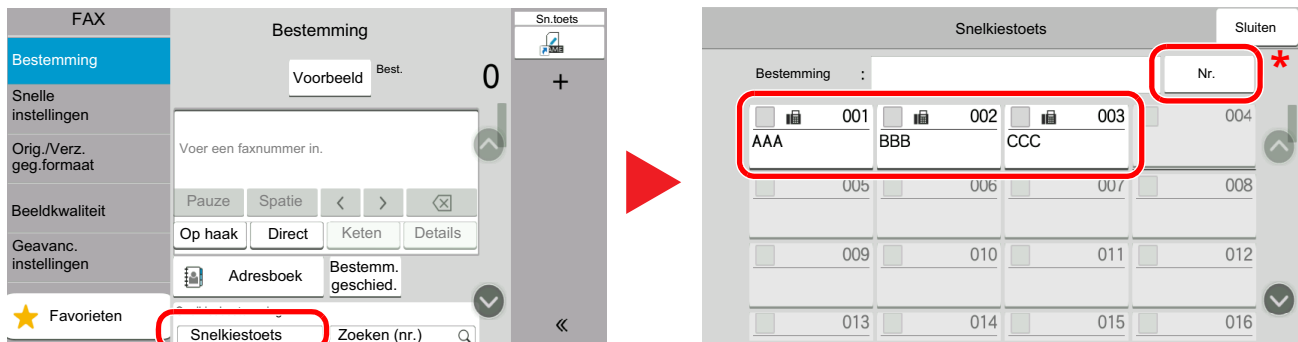 FAX
Bestemming
Snelle
instellingen
Orig./Verz.
geg.formaat
Beeldkwaliteit
Geavanc.
instellingen
Favorieten
Bestemming
Voorbeeld Best. 0
Voer een faxnummer in.
Pauze Spatie
Op haak Direct Keten Details
Adresboek Bestemm.
geschied.
Snelkiestoets Zoeken (nr.)
Sn.toets
+
«
Snelkiestoets Sluiten
Bestemming : Nr. *
001 002 003 004
AAA BBB CCC
005 006 007 008
009 010 011 012
013 014 015 016